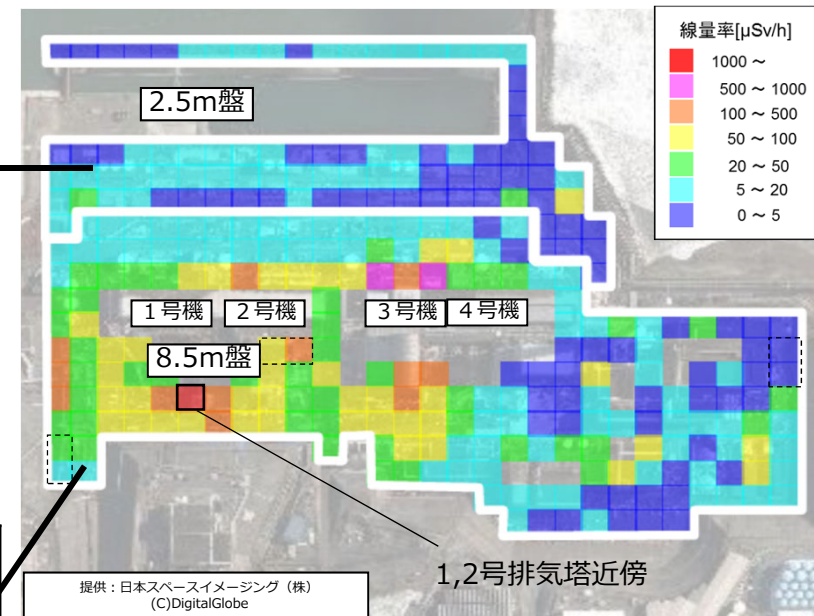 線量率[μSv/h]
1000 ~
500 ~ 1000
100 ~ 500
50 ~ 100
20 ~ 50
5 ~ 20
0 ~ 5
2.5m盤
1号機
2号機
3号機
4号機
8.5m盤
1,2号排気塔近傍
提供：日本スペースイメージング（株）
(C)DigitalGlobe